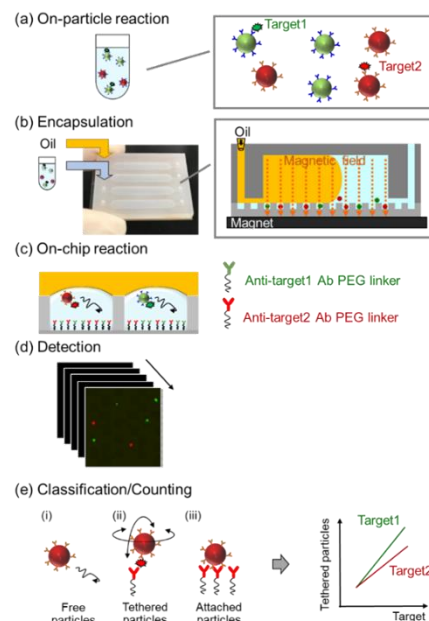 (a) On-particle reaction
Target1
Target2
(b) Encapsulation
Oil
Oil
Magnetic field
Magnet
(c) On-chip reaction
Anti-target1 Ab PEG linker
Anti-target2 Ab PEG linker
(d) Detection
(e) Classification/Counting
(i) (ii) (iii)
Free particles
Tethered particles
Attached particles
Tethered particles
Target1
Target2
Target